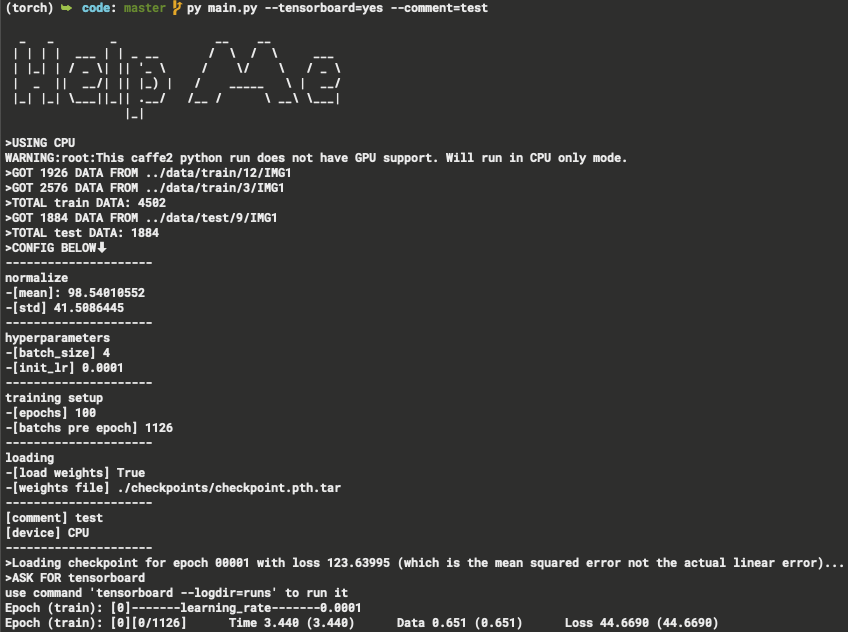 (torch) ➥ code: master py main.py --tensorboard=yes --comment=test
Help Me
>USING CPU
WARNING:root:This caffe2 python run does not have GPU support. Will run in CPU only mode.
>GOT 1926 DATA FROM ../data/train/12/IMG1
>GOT 2576 DATA FROM ../data/train/3/IMG1
>TOTAL train DATA: 4502
>GOT 1884 DATA FROM ../data/test/9/IMG1
>TOTAL test DATA: 1884
>CONFIG BELOW⬇
---------------------
normalize
-[mean]: 98.54010552
-[std] 41.5086445
---------------------
hyperparameters
-[batch_size] 4
-[init_lr] 0.0001
---------------------
training setup
-[epochs] 100
-[batchs pre epoch] 1126
---------------------
loading
-[load weights] True
-[weights file] ./checkpoints/checkpoint.pth.tar
---------------------
[comment] test
[device] CPU
---------------------
>Loading checkpoint for epoch 00001 with loss 123.63995 (which is the mean squared error not the actual linear error)...
>ASK FOR tensorboard
use command 'tensorboard --logdir=runs' to run it
Epoch (train): [0]-------learning_rate-------0.0001
Epoch (train): [0][0/1126] Time 3.440 (3.440) Data 0.651 (0.651) Loss 44.6690 (44.6690)